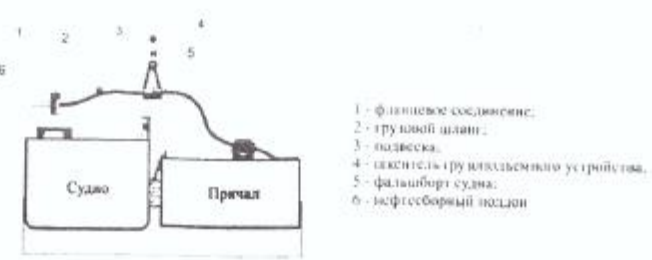 1 2 3 4
5
6
Судно
Причал
1 - фланцевое соединение;
2 - грузовой шланг;
3 - подвеска;
4 - шкентель грузоподъемного устройства;
5 - фальшборт судна;
6 - нефтесборный поддон